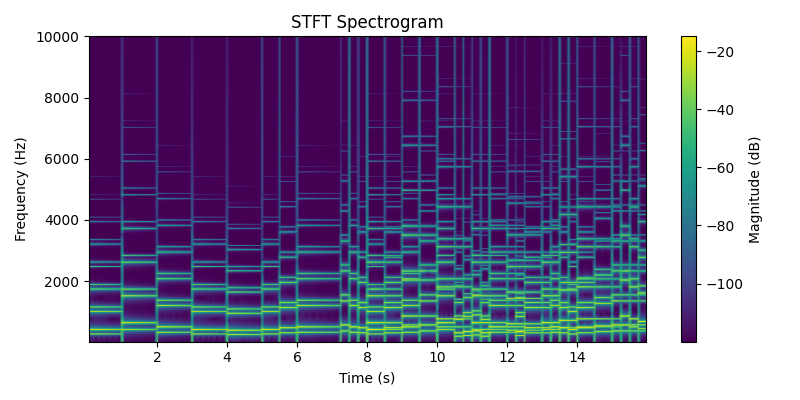 STFT Spectrogram
10000
8000
6000
4000
2000
Frequency (Hz)
2 4 6 8 10 12 14
Time (s)
−20
−40
−60
−80
−100
Magnitude (dB)